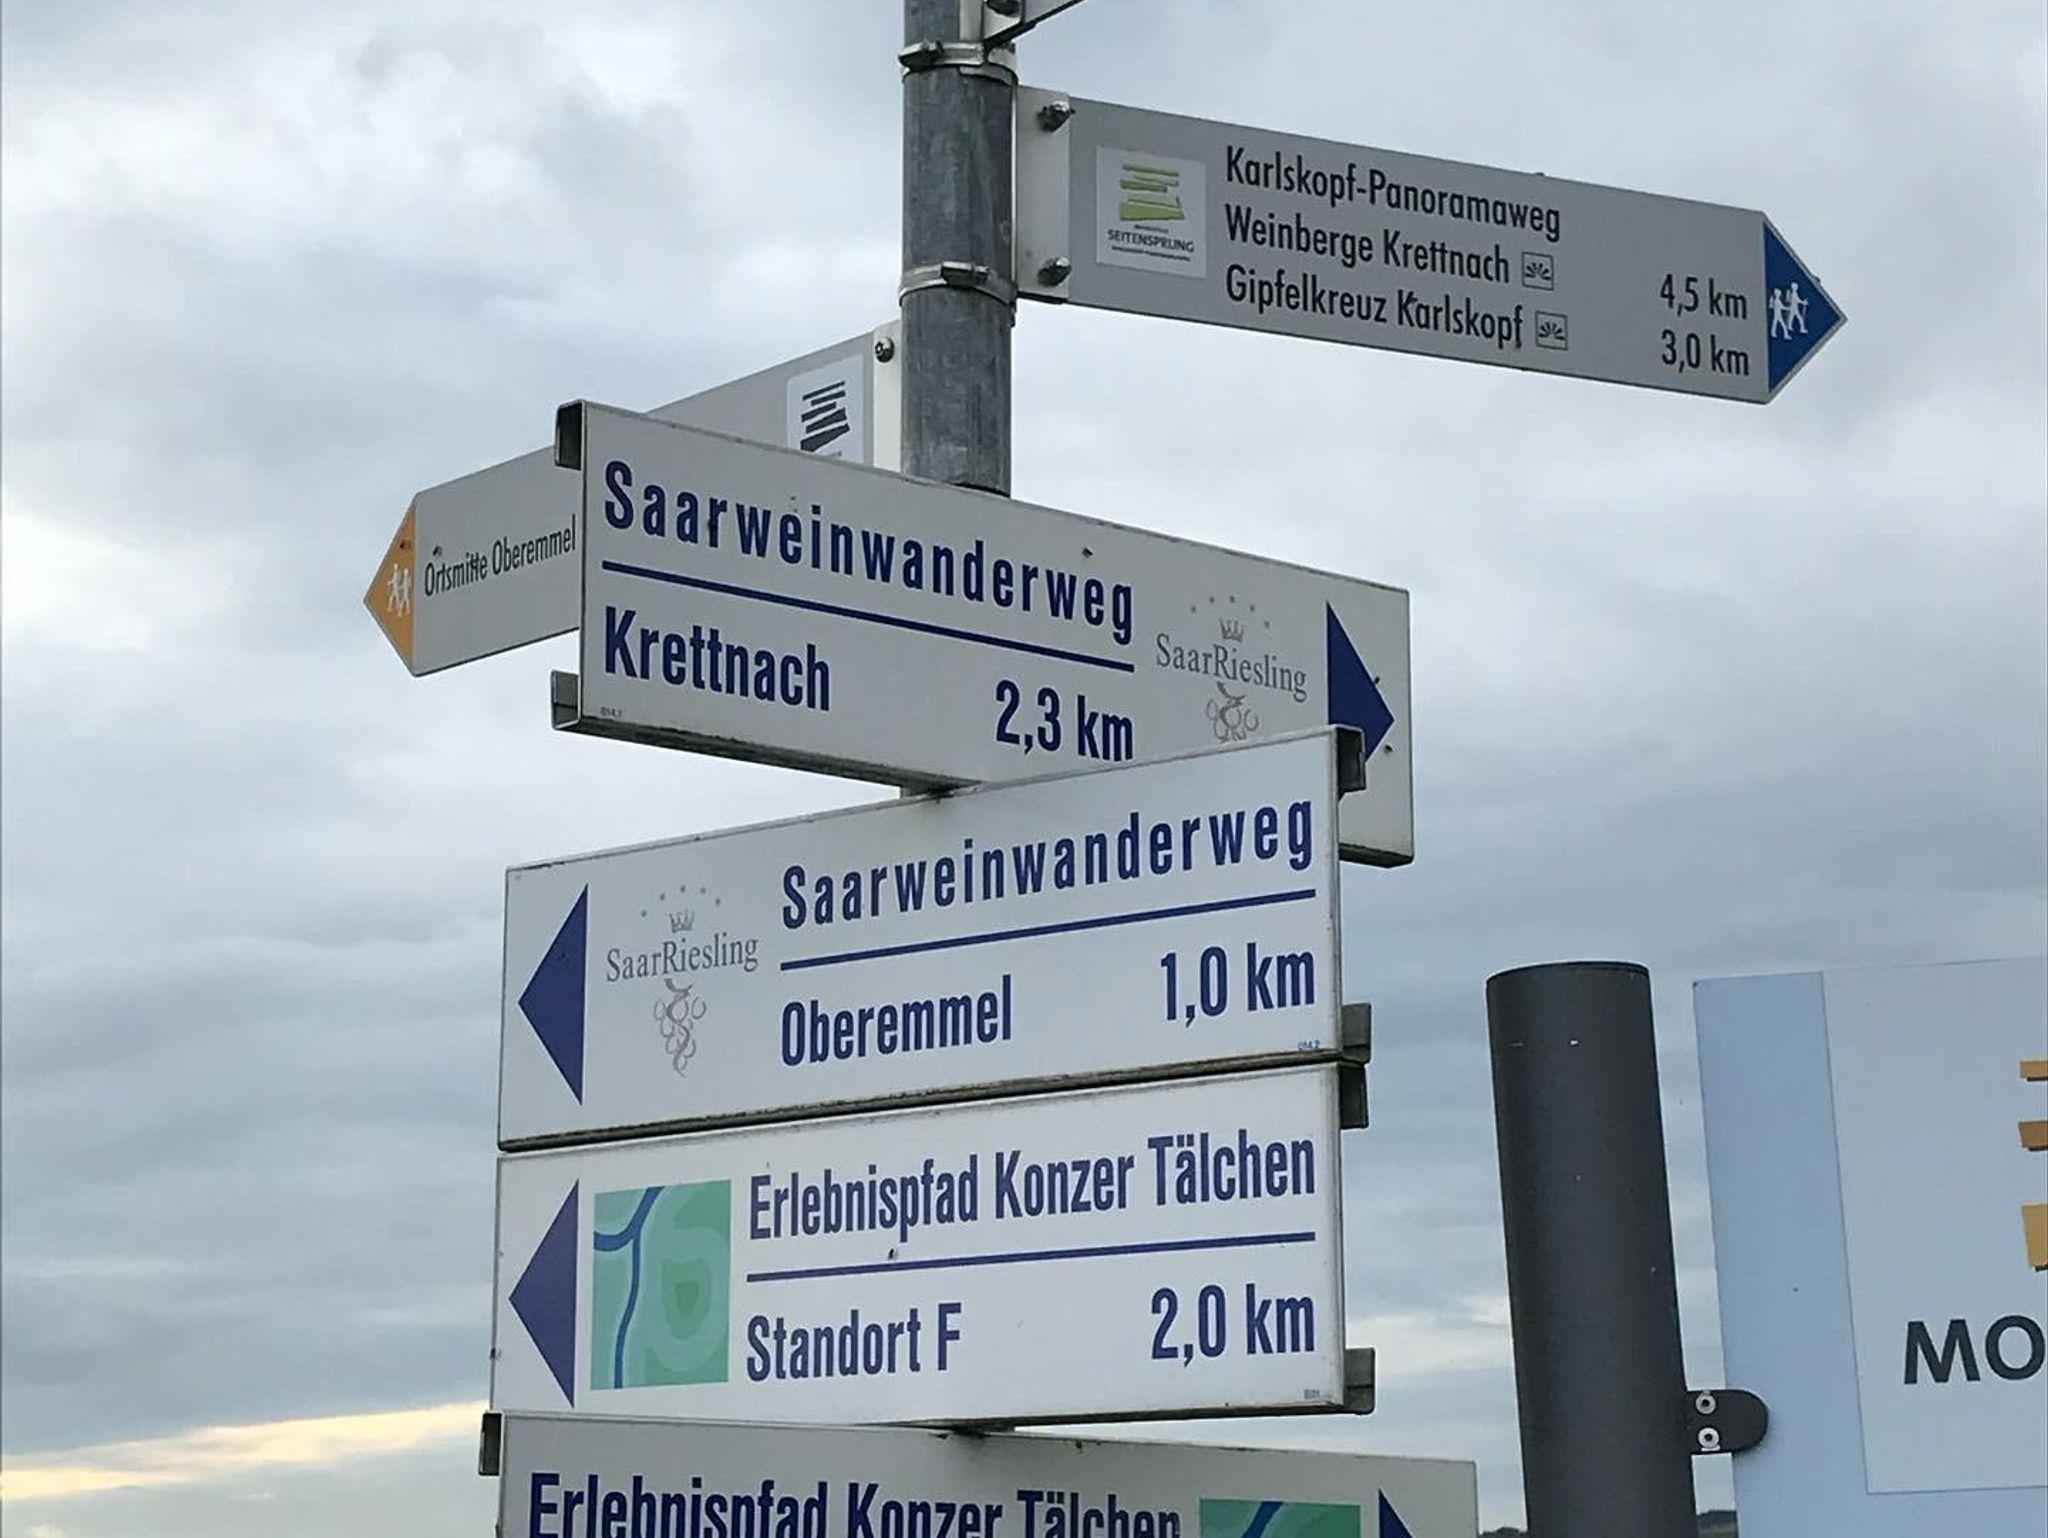 Karlskopf-Panoramaweg
Weinberge Krettnach 4,5 km
Gipfelkreuz Karlskopf 3,0 km
SEITENSPRUNG
Ortsmitte Oberemmel
Saarweinwanderweg
Krettnach 2,3 km
SaarRiesling
Saarweinwanderweg
SaarRiesling
Oberemmel 1,0 km
Erlebnispfad Konzer Tälchen
Standort F 2,0 km
Erlebnispfad Konzer Tälchen
MO